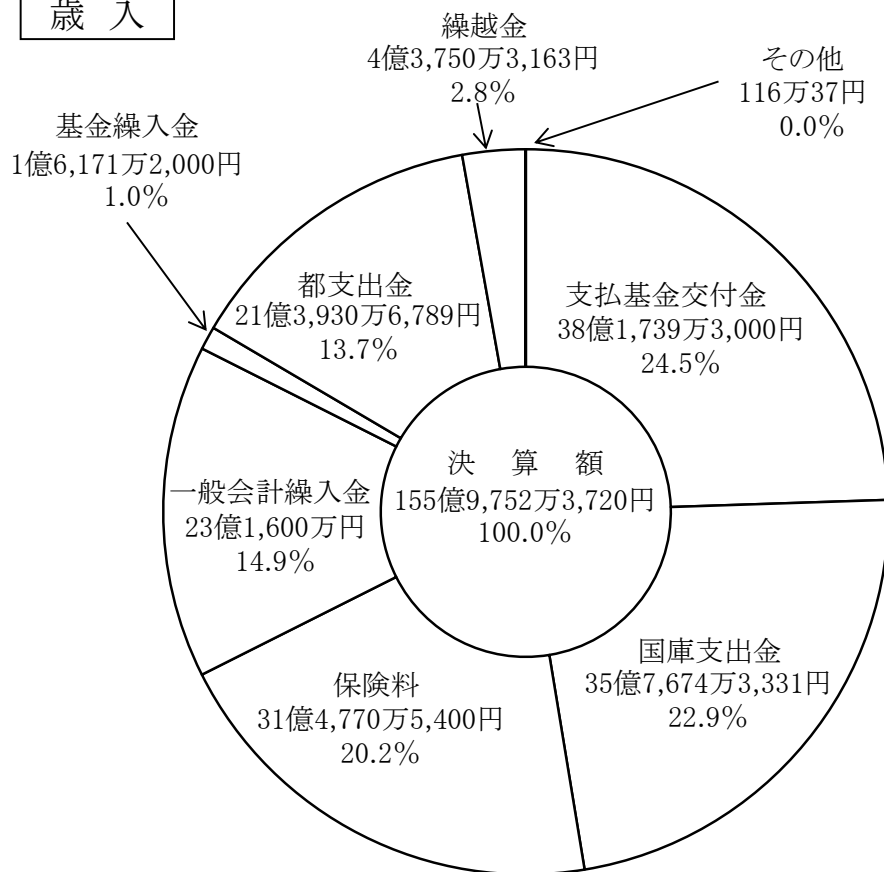 歳 入
繰越金
4億3,750万3,163円
2.8%
その他
116万37円
0.0%
基金繰入金
1億6,171万2,000円
1.0%
都支出金
21億3,930万6,789円
13.7%
支払基金交付金
38億1,739万3,000円
24.5%
決 算 額
155億9,752万3,720円
100.0%
一般会計繰入金
23億1,600万円
14.9%
国庫支出金
35億7,674万3,331円
22.9%
保険料
31億4,770万5,400円
20.2%